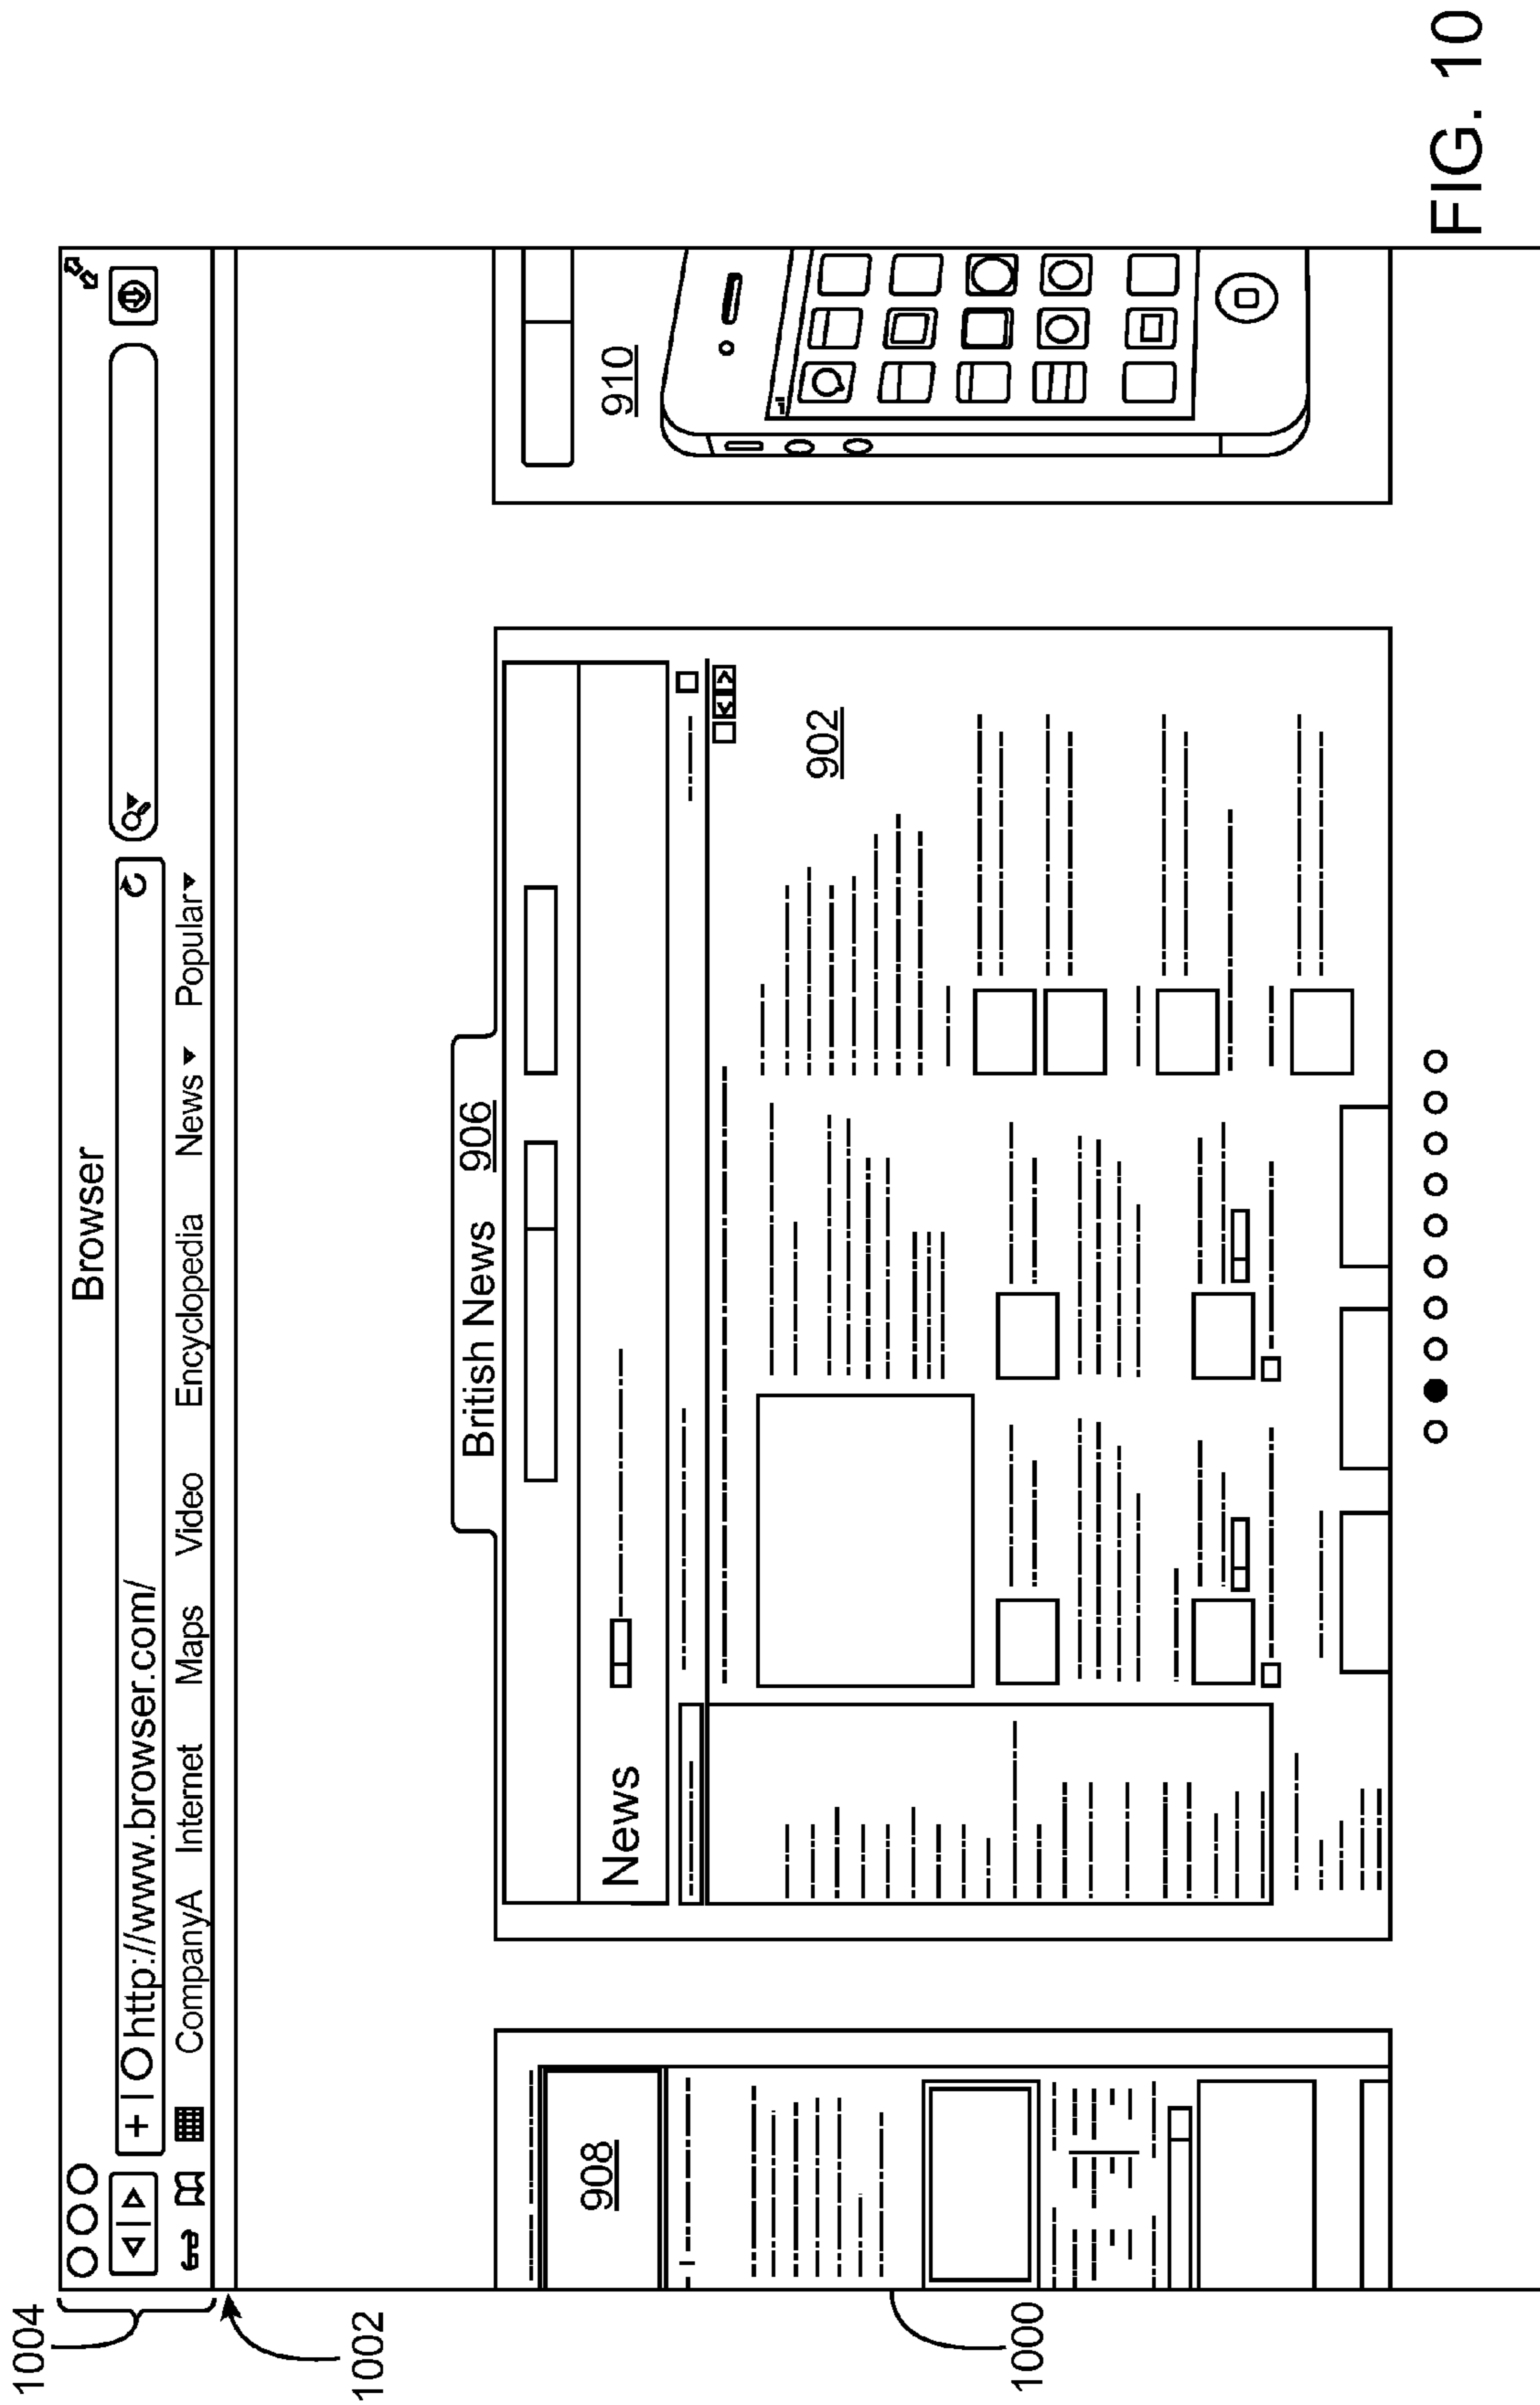 1004
Browser
http://www.browser.com/
CompanyA Internet Maps Video Encyclopedia News Popular
1002
British News 906
News
908
910
902
1000
FIG. 10